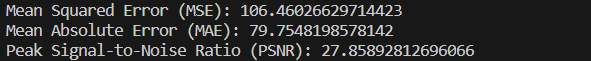 Mean Squared Error (MSE): 106.46026629714423
Mean Absolute Error (MAE): 79.7548198578142
Peak Signal-to-Noise Ratio (PSNR): 27.85892812696066